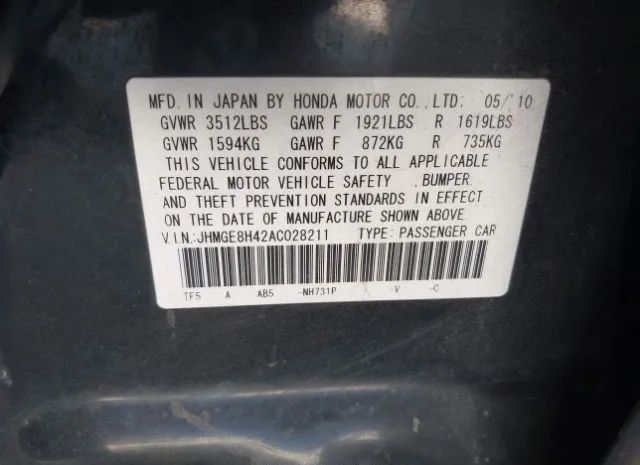 MFD. IN JAPAN BY HONDA MOTOR CO.,LTD. 05/'10
GVWR 3512LBS GAWR F 1921LBS R 1619LBS
GVWR 1594KG GAWR F 872KG R 735KG
THIS VEHICLE CONFORMS TO ALL APPLICABLE
FEDERAL MOTOR VEHICLE SAFETY , BUMPER
AND THEFT PREVENTION STANDARDS IN EFFECT
ON THE DATE OF MANUFACTURE SHOWN ABOVE.
V.I.N:JHMGE8H42AC028211 TYPE: PASSENGER CAR
TF5 A AB5 -NH731P -V -C